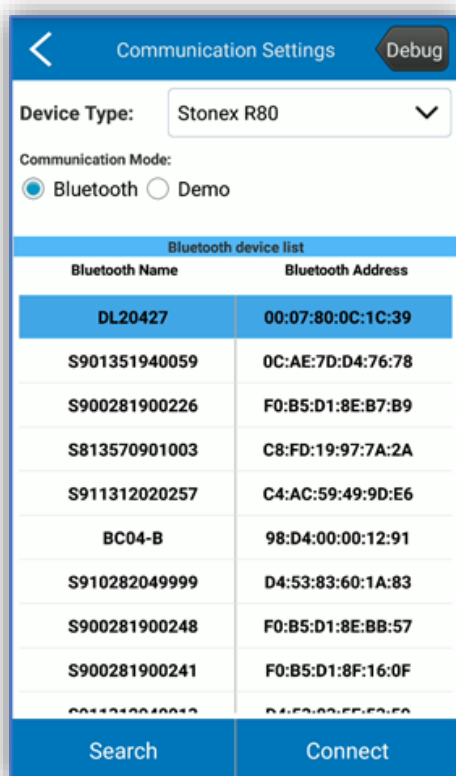 Communication Settings Debug
Device Type: Stonex R80
Communication Mode:
Bluetooth Demo
Bluetooth device list
Bluetooth Name Bluetooth Address
DL20427 00:07:80:0C:1C:39
S901351940059 0C:AE:7D:D4:76:78
S900281900226 F0:B5:D1:8E:B7:B9
S813570901003 C8:FD:19:97:7A:2A
S911312020257 C4:AC:59:49:9D:E6
BC04-B 98:D4:00:00:12:91
S910282049999 D4:53:83:60:1A:83
S900281900248 F0:B5:D1:8E:BB:57
S900281900241 F0:B5:D1:8F:16:0F
Search Connect